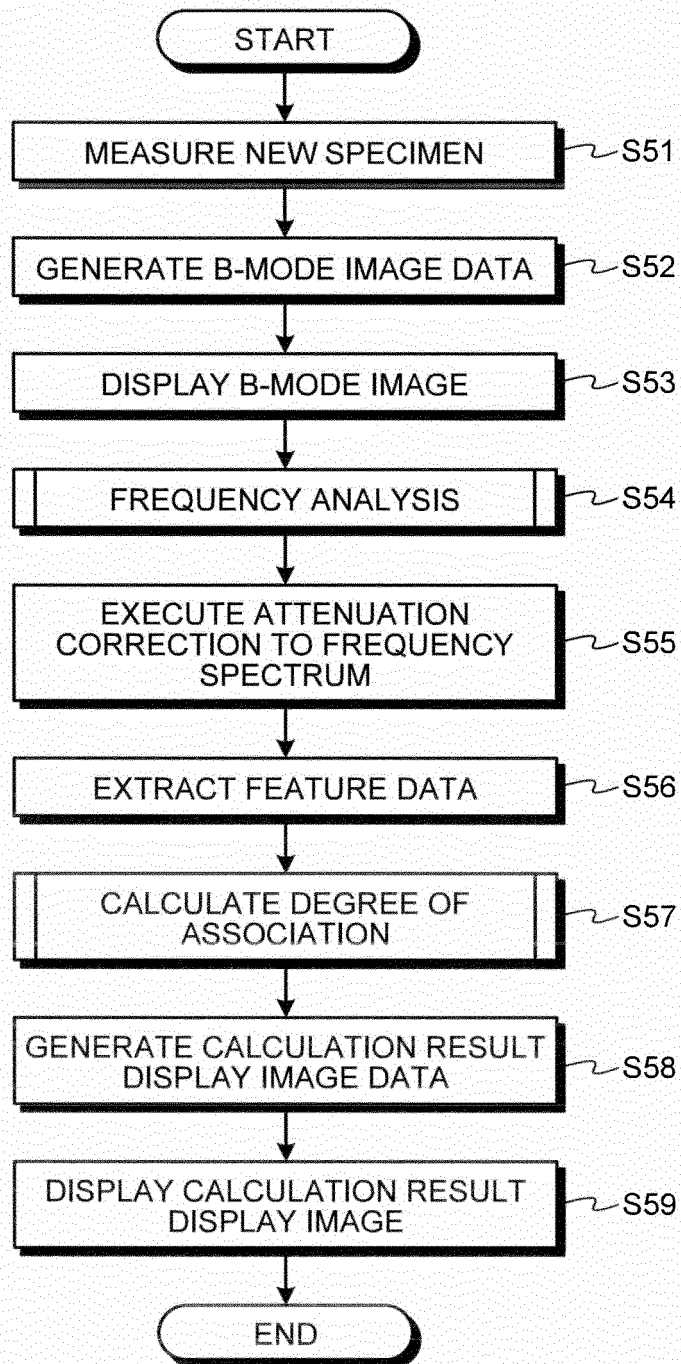 START
MEASURE NEW SPECIMEN
S51
GENERATE B-MODE IMAGE DATA
S52
DISPLAY B-MODE IMAGE
S53
FREQUENCY ANALYSIS
S54
EXECUTE ATTENUATION
CORRECTION TO FREQUENCY
SPECTRUM
S55
EXTRACT FEATURE DATA
S56
CALCULATE DEGREE OF
ASSOCIATION
S57
GENERATE CALCULATION RESULT
DISPLAY IMAGE DATA
S58
DISPLAY CALCULATION RESULT
DISPLAY IMAGE
S59
END